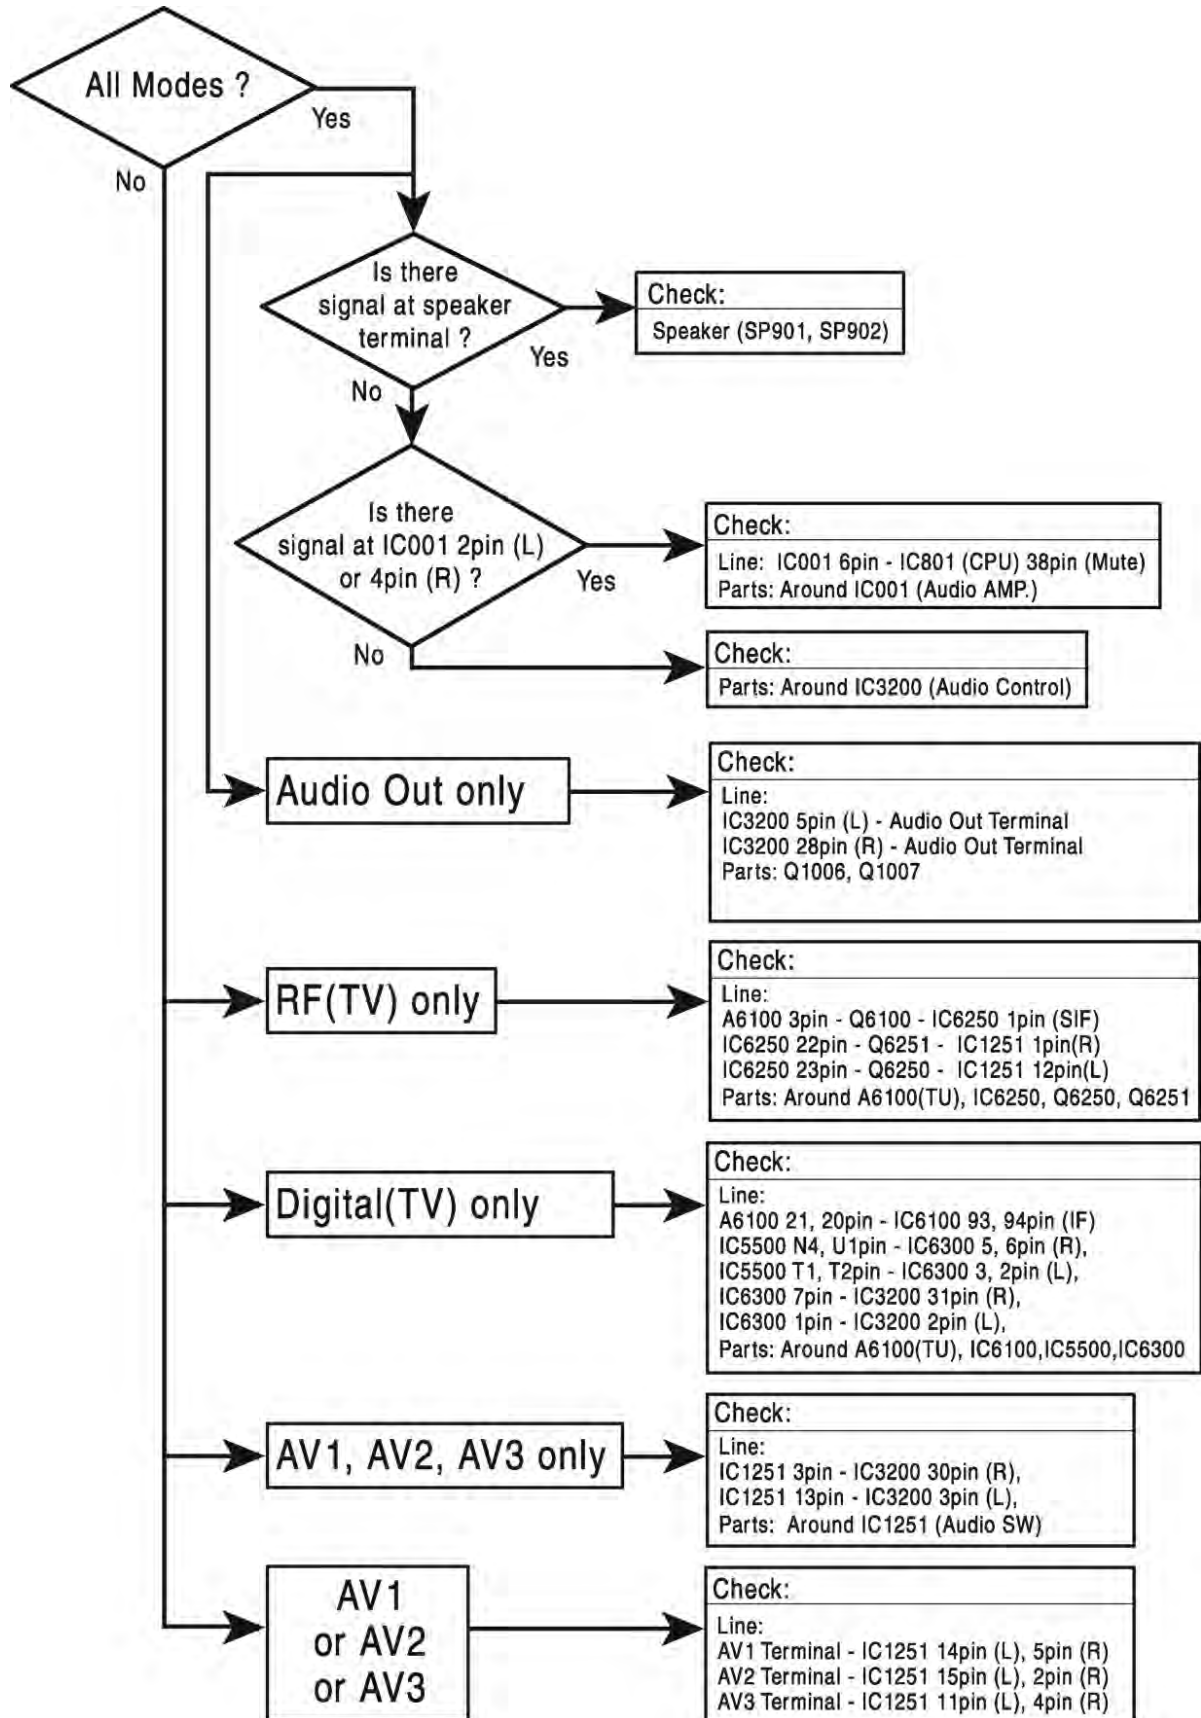 All Modes ?
Yes
No
Is there
signal at speaker
terminal ?
Yes
No
Check:
Speaker (SP901, SP902)
Is there
signal at IC001 2pin (L)
or 4pin (R) ?
Yes
No
Check:
Line: IC001 6pin - IC801 (CPU) 38pin (Mute)
Parts: Around IC001 (Audio AMP.)
Check:
Parts: Around IC3200 (Audio Control)
Audio Out only
Check:
Line:
IC3200 5pin (L) - Audio Out Terminal
IC3200 28pin (R) - Audio Out Terminal
Parts: Q1006, Q1007
RF(TV) only
Check:
Line:
A6100 3pin - Q6100 - IC6250 1pin (SIF)
IC6250 22pin - Q6251 - IC1251 1pin(R)
IC6250 23pin - Q6250 - IC1251 12pin(L)
Parts: Around A6100(TU), IC6250, Q6250, Q6251
Digital(TV) only
Check:
Line:
A6100 21, 20pin - IC6100 93, 94pin (IF)
IC5500 N4, U1pin - IC6300 5, 6pin (R),
IC5500 T1, T2pin - IC6300 3, 2pin (L),
IC6300 7pin - IC3200 31pin (R),
IC6300 1pin - IC3200 2pin (L),
Parts: Around A6100(TU), IC6100,IC5500,IC6300
AV1, AV2, AV3 only
Check:
Line:
IC1251 3pin - IC3200 30pin (R),
IC1251 13pin - IC3200 3pin (L),
Parts: Around IC1251 (Audio SW)
AV1
or AV2
or AV3
Check:
Line:
AV1 Terminal - IC1251 14pin (L), 5pin (R)
AV2 Terminal - IC1251 15pin (L), 2pin (R)
AV3 Terminal - IC1251 11pin (L), 4pin (R)